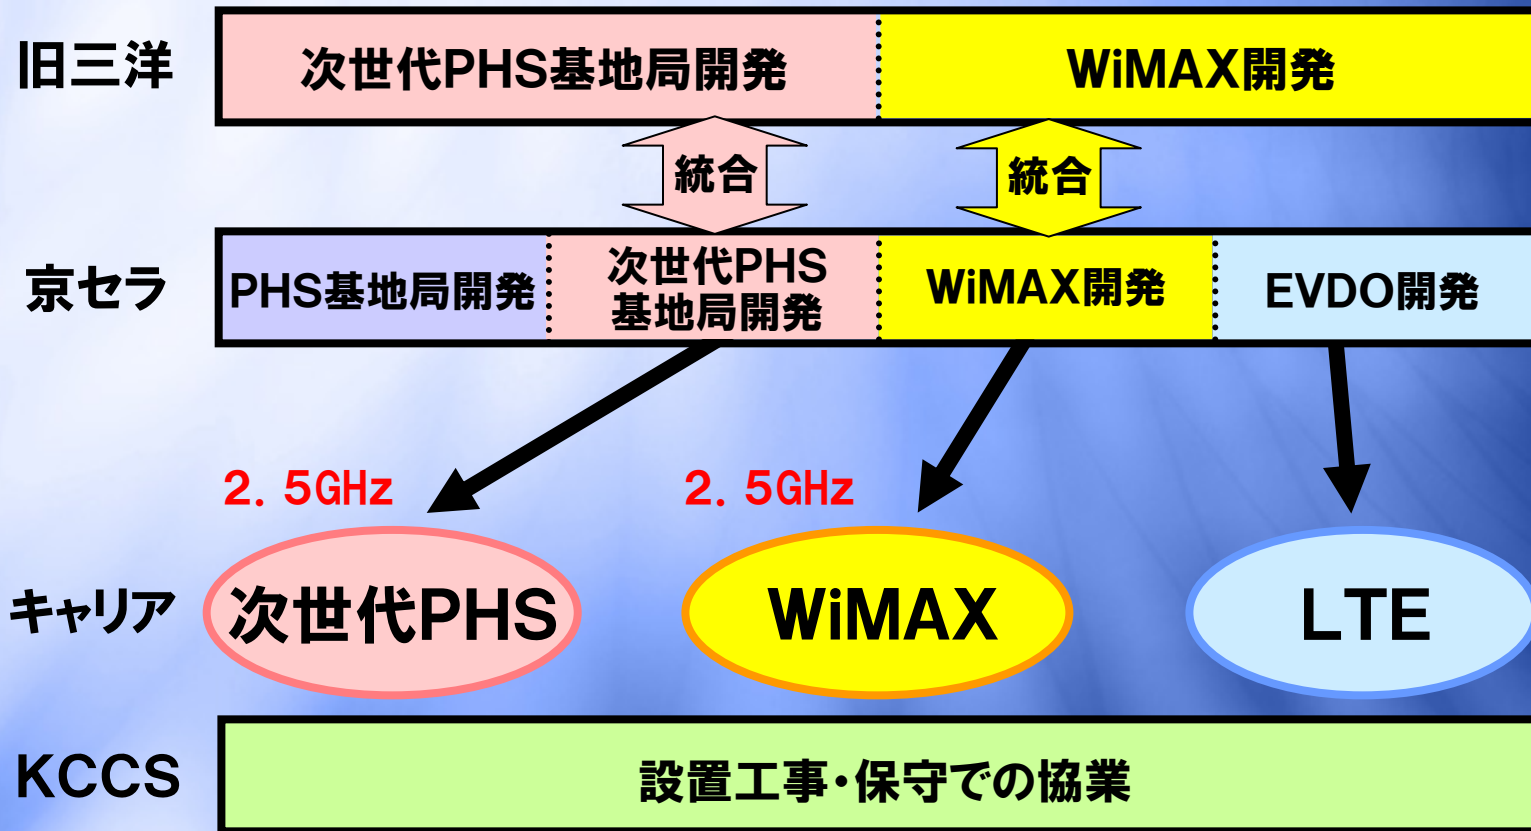 旧三洋
次世代PHS基地局開発
WiMAX開発
統合
統合
京セラ
PHS基地局開発
次世代PHS
基地局開発
WiMAX開発
EVDO開発
2．5GHz
2．5GHz
キャリア
次世代PHS
WiMAX
LTE
KCCS
設置工事・保守での協業